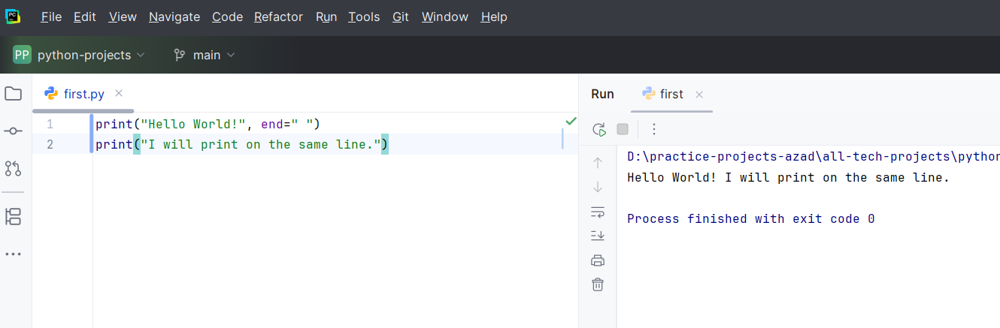 File Edit View Navigate Code Refactor Run Tools Git Window Help
PP python-projects main
first.py
Run first
1 print("Hello World!", end=" ")
2 print("I will print on the same line.")
D:\practice-projects-azad\all-tech-projects\python
Hello World! I will print on the same line.
Process finished with exit code 0